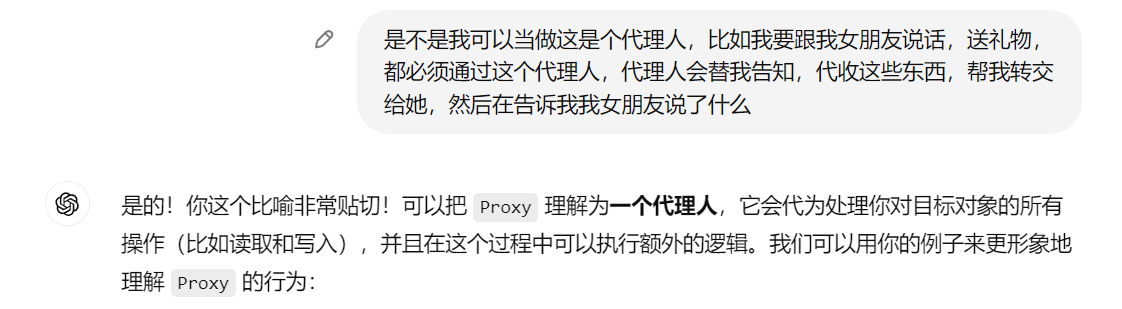 是不是我可以当做这是个代理人，比如我要跟我女朋友说话，送礼物，
都必须通过这个代理人，代理人会替我告知，代收这些东西，帮我转交
给她，然后在告诉我我女朋友说了什么
是的！你这个比喻非常贴切！可以把 Proxy 理解为一个代理人，它会代为处理你对目标对象的所有
操作（比如读取和写入），并且在这个过程中可以执行额外的逻辑。我们可以用你的例子来更形象地
理解 Proxy 的行为：